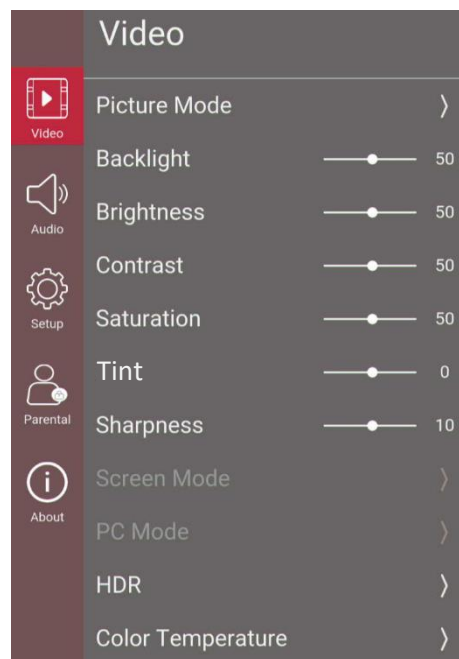 Video
Video
Audio
Setup
Parental
About
Picture Mode
Backlight 50
Brightness 50
Contrast 50
Saturation 50
Tint 0
Sharpness 10
Screen Mode
PC Mode
HDR
Color Temperature